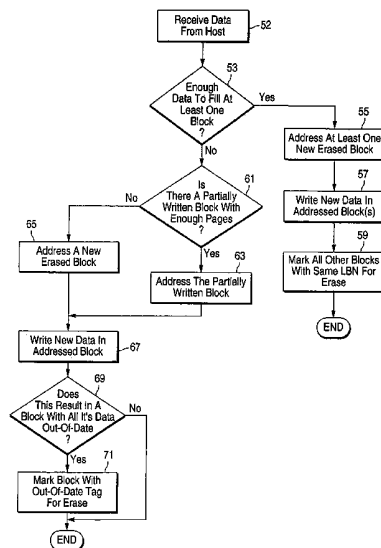 Receive Data
From Host
52
53
Enough
Data To Fill At
Least One
Block
?
Yes
No
55
Address At Least One
New Erased Block
57
Write New Data In
Addressed Block(s)
59
Mark All Other Blocks
With Same LBN For
Erase
END
61
Is
There A Partially
Written Block With
Enough Pages
?
No
Yes
65
Address A New
Erased Block
63
Address The Partially
Written Block
Write New Data In
Addressed Block
67
69
Does
This Result In A
Block With All It's Data
Out-Of-Date
?
No
Yes
71
Mark Block With
Out-Of-Date Tag
For Erase
END